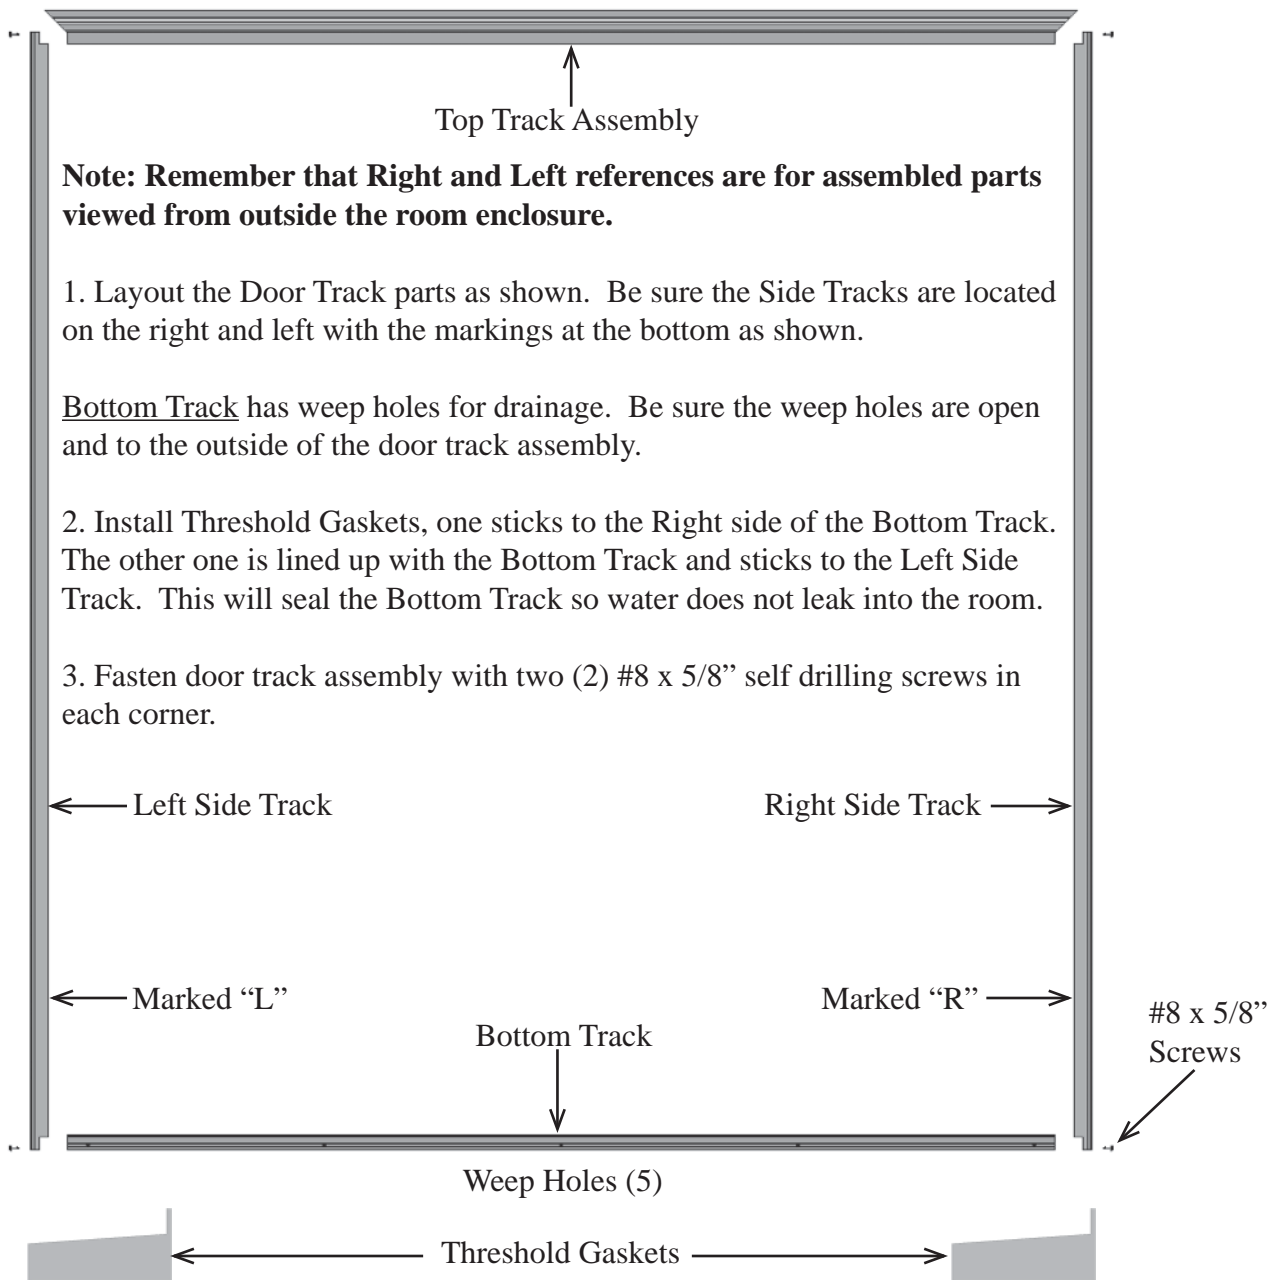 Top Track Assembly
Note: Remember that Right and Left references are for assembled parts
viewed from outside the room enclosure.
1. Layout the Door Track parts as shown.  Be sure the Side Tracks are located
on the right and left with the markings at the bottom as shown.
Bottom Track has weep holes for drainage.  Be sure the weep holes are open
and to the outside of the door track assembly.
2. Install Threshold Gaskets, one sticks to the Right side of the Bottom Track.
The other one is lined up with the Bottom Track and sticks to the Left Side
Track.  This will seal the Bottom Track so water does not leak into the room.
3. Fasten door track assembly with two (2) #8 x 5/8” self drilling screws in
each corner.
Left Side Track
Right Side Track
Marked “L”
Marked “R”
#8 x 5/8”
Screws
Bottom Track
Weep Holes (5)
Threshold Gaskets